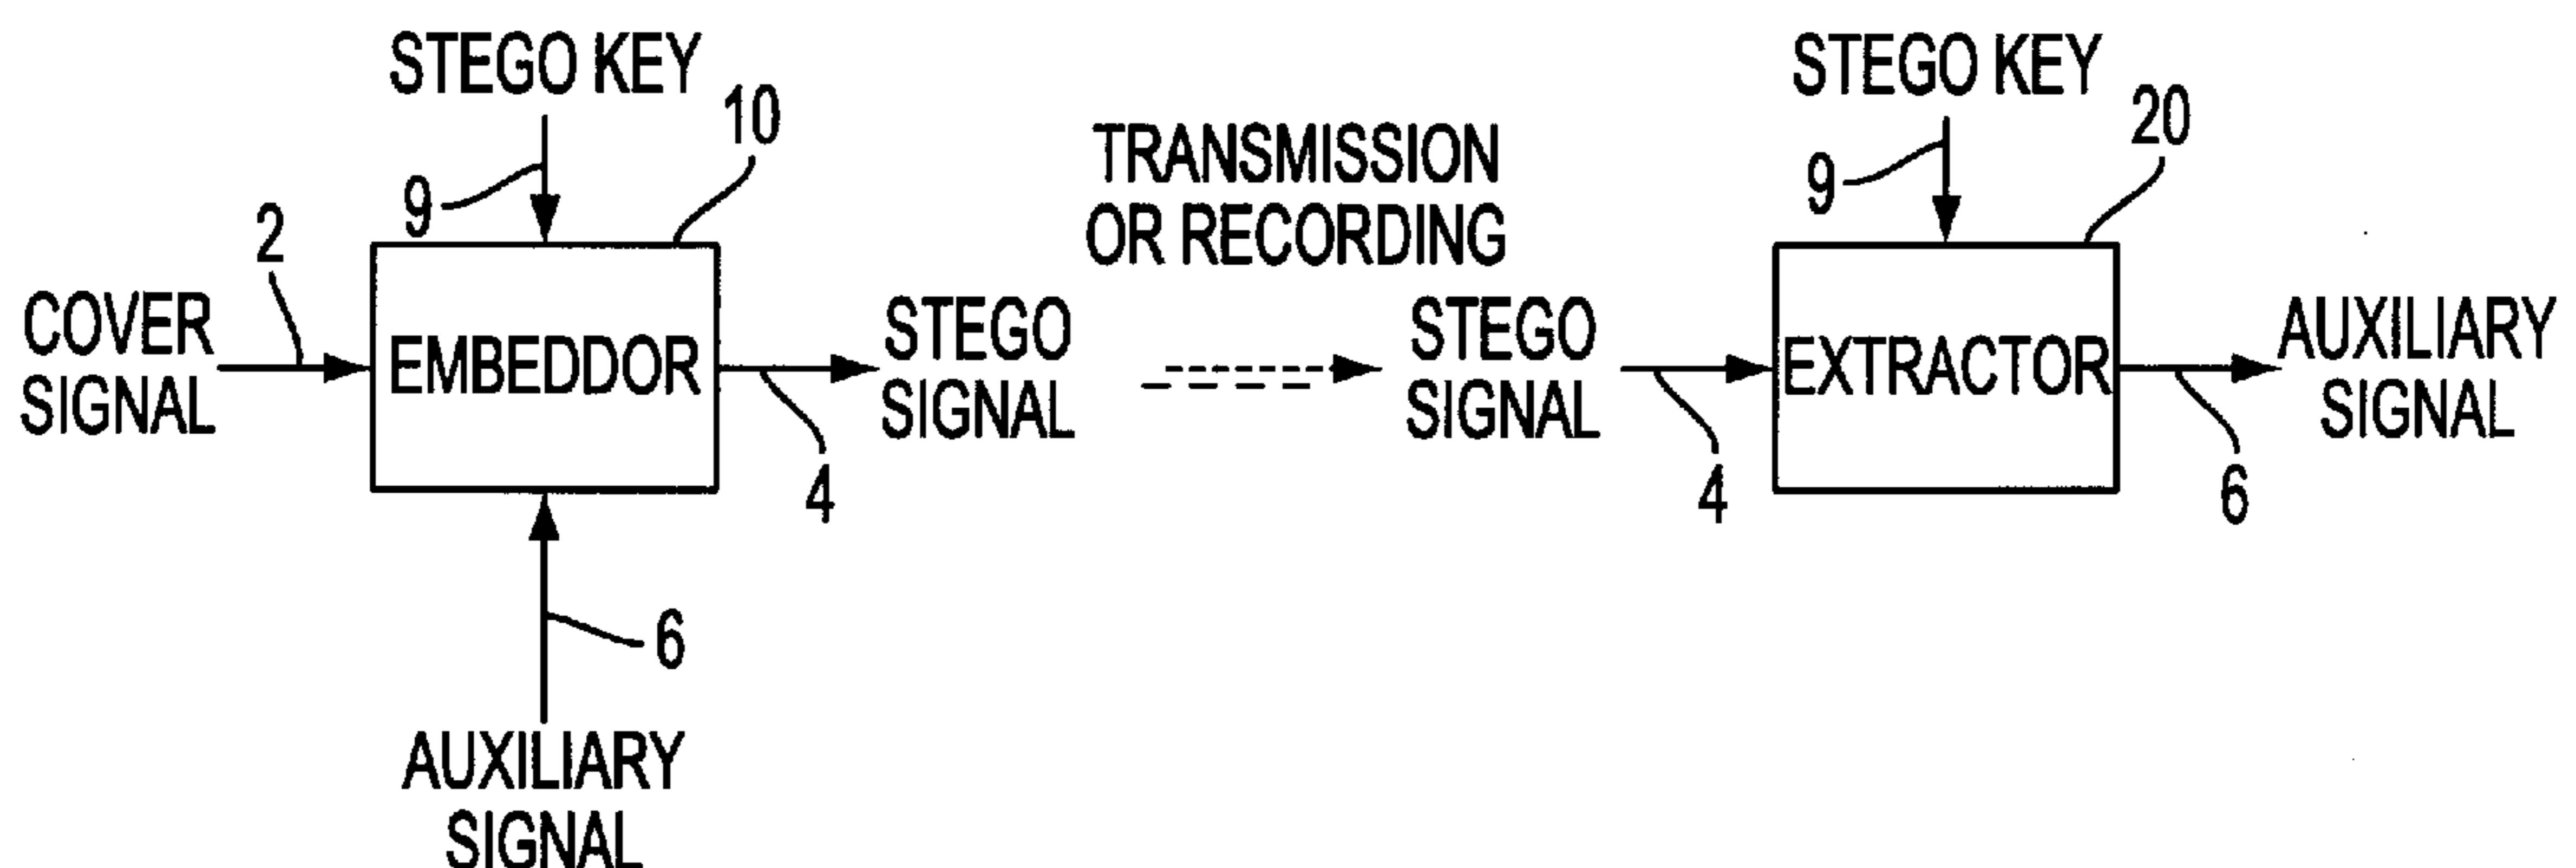 STEGO KEY
10
9
2
COVER
SIGNAL
EMBEDDOR
STEGO
SIGNAL
4
6
AUXILIARY
SIGNAL
TRANSMISSION
OR RECORDING
STEGO KEY
20
9
STEGO
SIGNAL
4
EXTRACTOR
AUXILIARY
SIGNAL
6